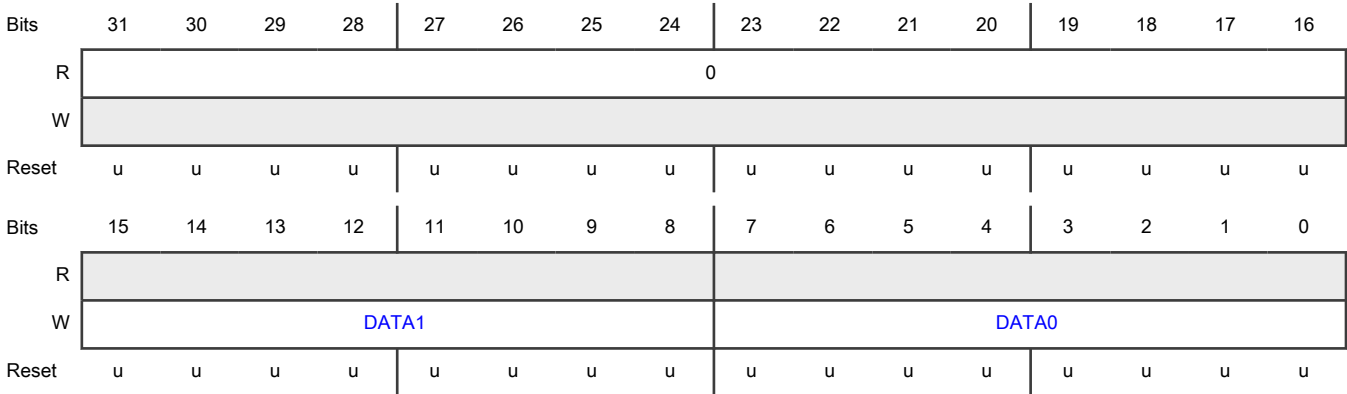 Bits 31 30 29 28 27 26 25 24 23 22 21 20 19 18 17 16
R 0
W
Reset u u u u u u u u u u u u u u u u
Bits 15 14 13 12 11 10 9 8 7 6 5 4 3 2 1 0
R
W DATA1 DATA0
Reset u u u u u u u u u u u u u u u u